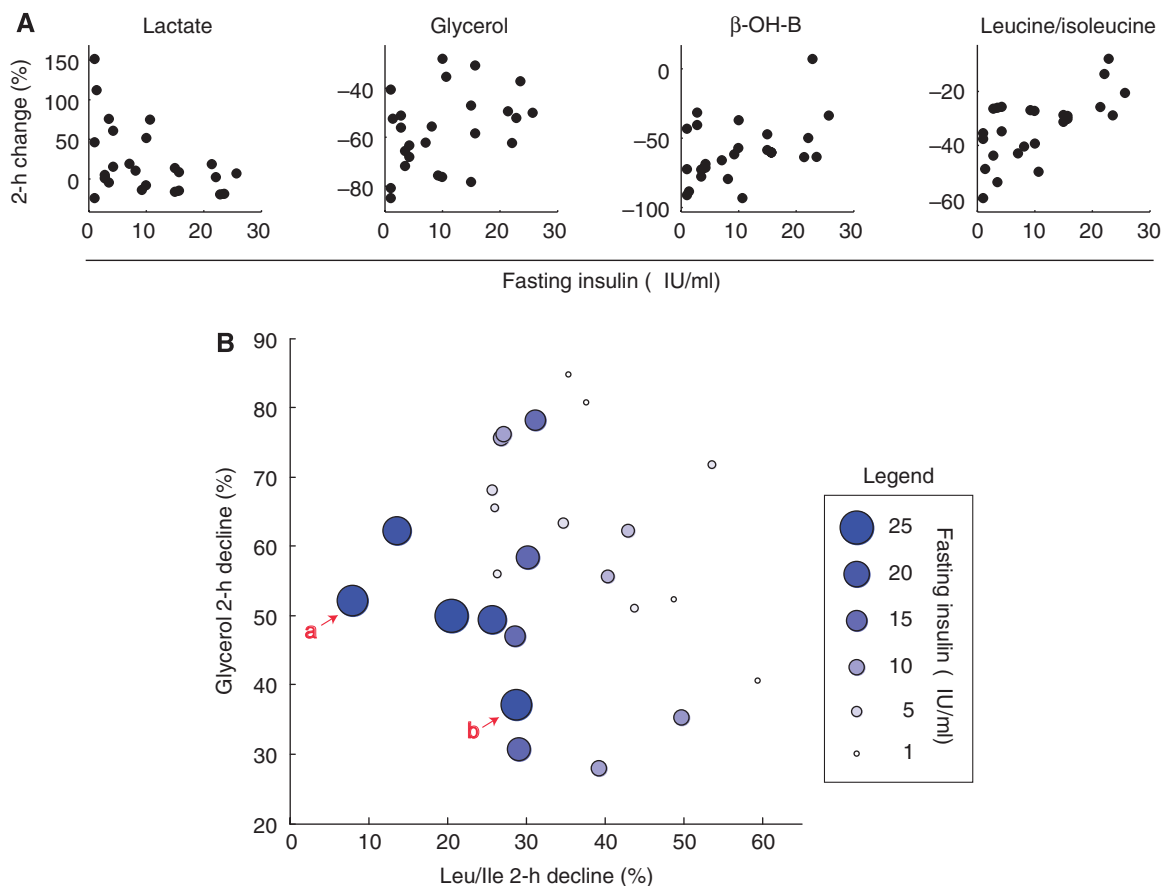 A
Lactate
Glycerol
β-OH-B
Leucine/isoleucine
2-h change (%)
150
100
50
0
0 10 20 30
−40
−60
−80
0 10 20 30
0
−50
−100
0 10 20 30
−20
−40
−60
0 10 20 30
Fasting insulin ( IU/ml)
B
Glycerol 2-h decline (%)
90
80
70
60
50
40
30
20
a
b
0 10 20 30 40 50 60
Leu/Ile 2-h decline (%)
Legend
25
20
15
10
5
1
Fasting insulin ( IU/ml)